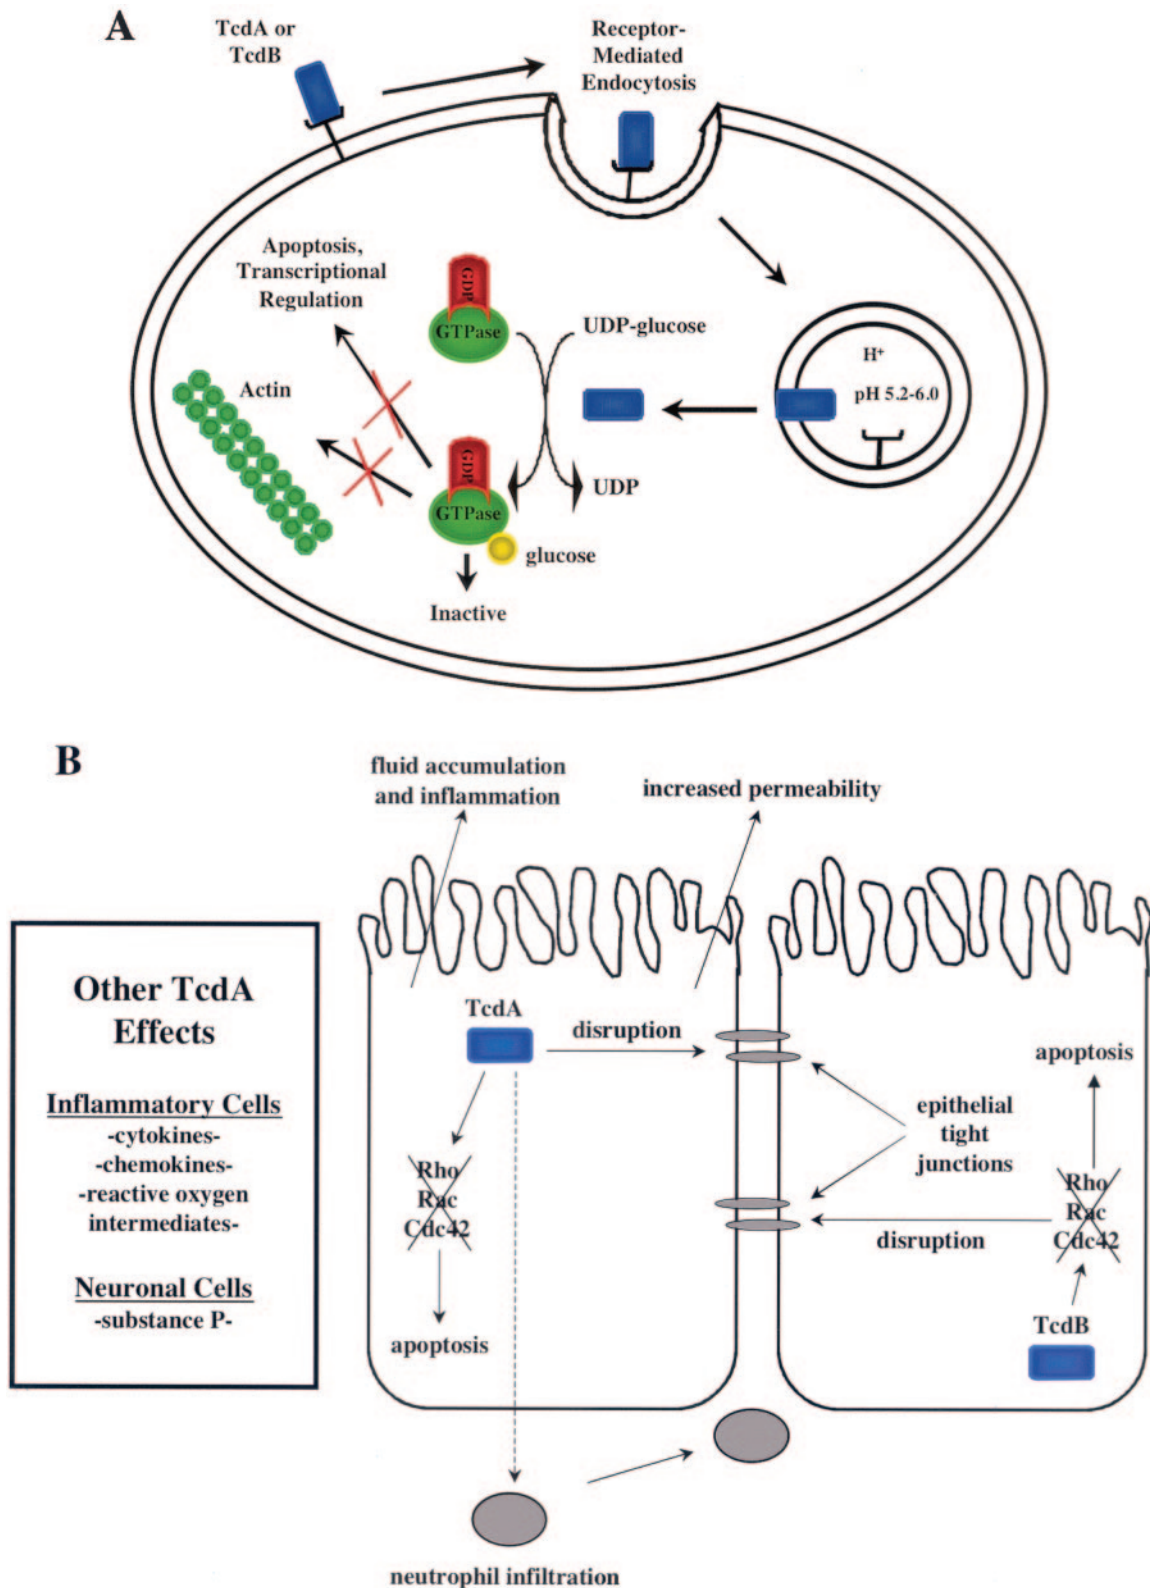 A
TcdA or
TcdB
Receptor-
Mediated
Endocytosis
Apoptosis,
Transcriptional
Regulation
GDP
GTPase
UDP-glucose
H+
pH 5.2-6.0
Actin
GDP
GTPase
UDP
glucose
Inactive
B
fluid accumulation
and inflammation
increased permeability
Other TcdA
Effects
Inflammatory Cells
-cytokines-
-chemokines-
-reactive oxygen
intermediates-
Neuronal Cells
-substance P-
TcdA
disruption
Rho
Rac
Cdc42
apoptosis
apoptosis
epithelial
tight
junctions
Rho
Rac
Cdc42
disruption
TcdB
neutrophil infiltration